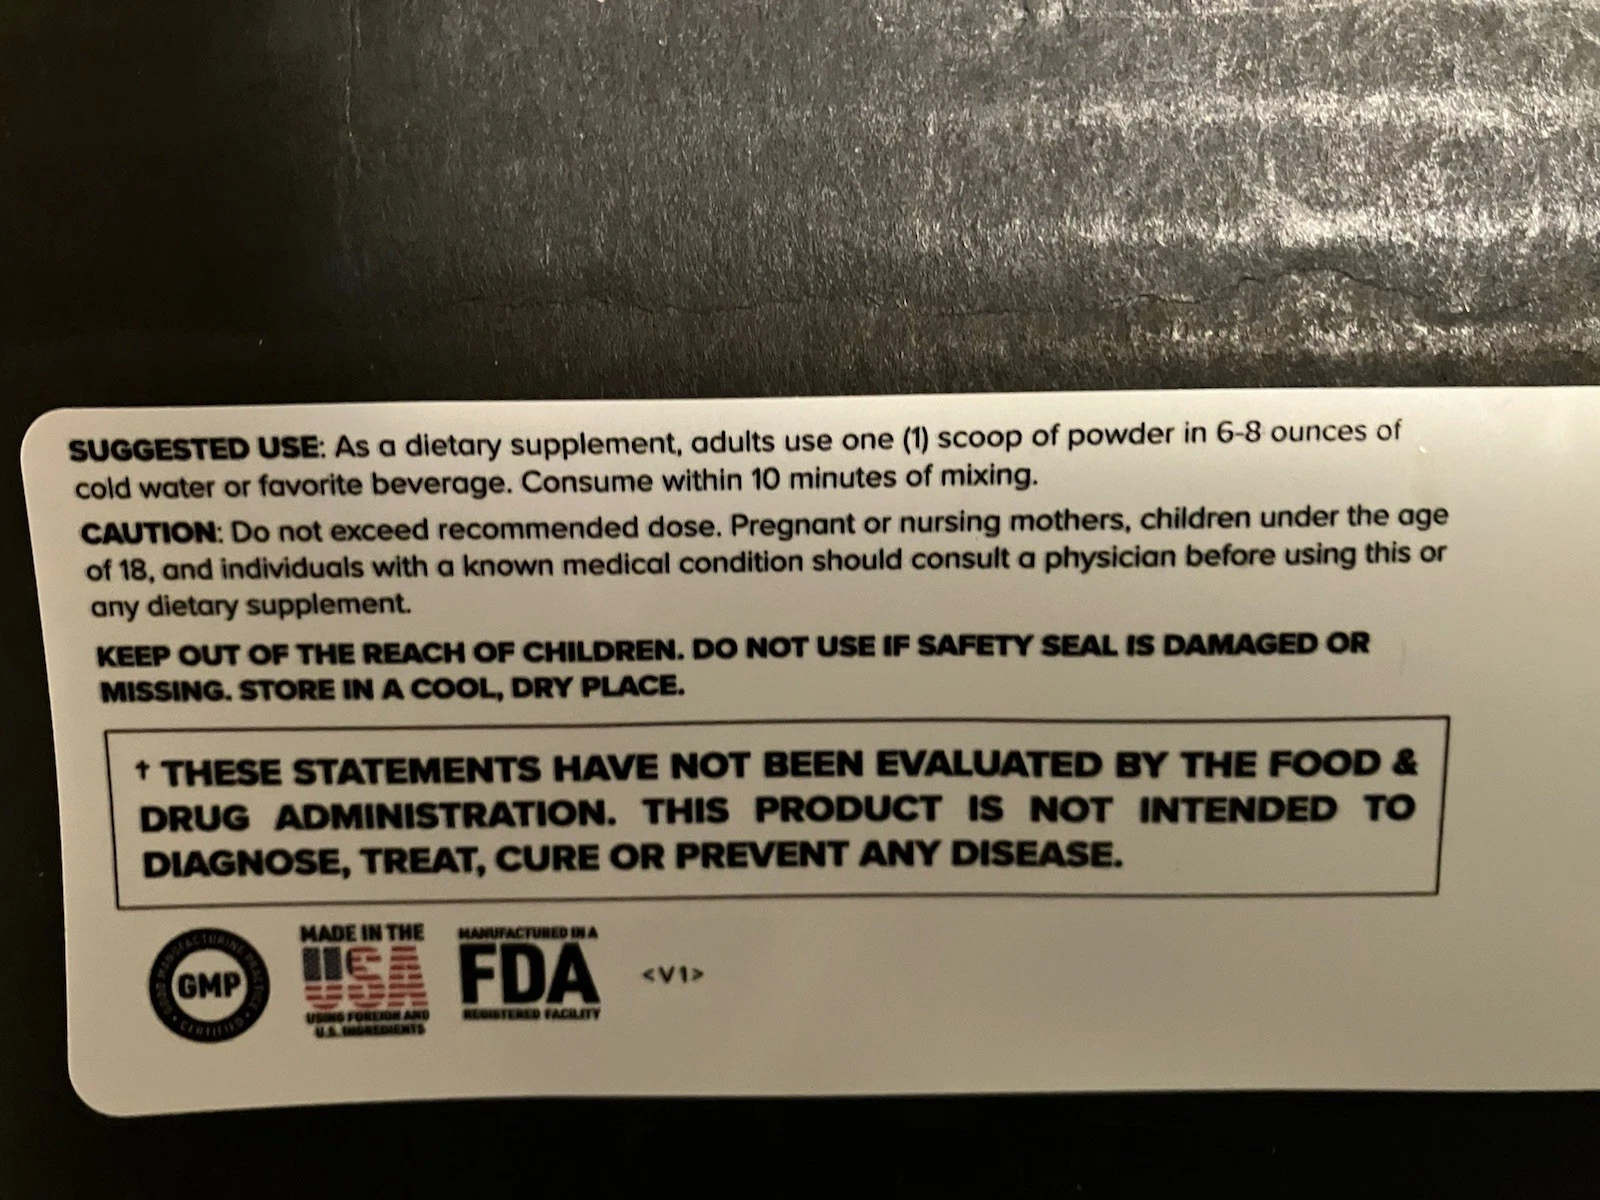 SUGGESTED USE: As a dietary supplement, adults use one (1) scoop of powder in 6-8 ounces of
cold water or favorite beverage. Consume within 10 minutes of mixing.
CAUTION: Do not exceed recommended dose. Pregnant or nursing mothers, children under the age
of 18, and individuals with a known medical condition should consult a physician before using this or
any dietary supplement.
KEEP OUT OF THE REACH OF CHILDREN. DO NOT USE IF SAFETY SEAL IS DAMAGED OR
MISSING. STORE IN A COOL, DRY PLACE.
† THESE STATEMENTS HAVE NOT BEEN EVALUATED BY THE FOOD &
DRUG ADMINISTRATION. THIS PRODUCT IS NOT INTENDED TO
DIAGNOSE, TREAT, CURE OR PREVENT ANY DISEASE.
GOOD MANUFACTURING PRACTICE
GMP
CERTIFIED
MADE IN THE
USA
USING FOREIGN AND
U.S. INGREDIENTS
MANUFACTURED IN A
FDA
REGISTERED FACILITY
<V1>